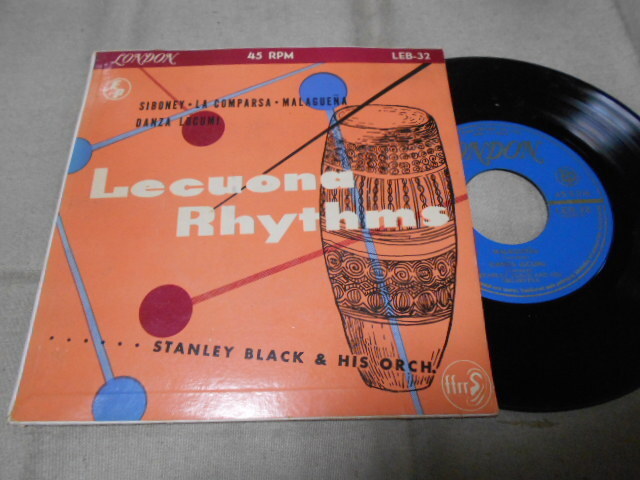 LONDON 45 RPM LEB-32
SIBONEY • LA COMPARSA • MALAGUEÑA
DANZA LUCUMI
Lecuona
Rhythms
...... STANLEY BLACK & HIS ORCH.
ffrr
LONDON